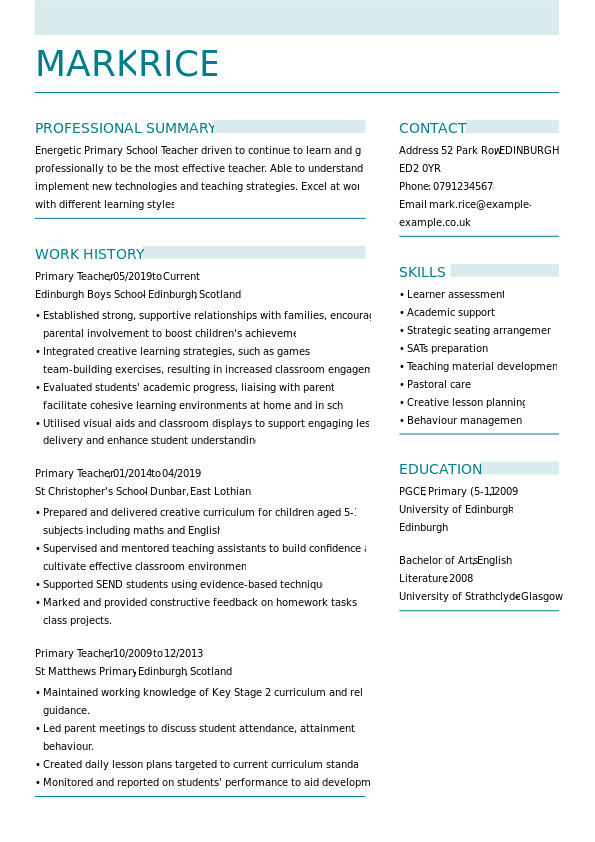 MARKRICE
PROFESSIONAL SUMMARY
Energetic Primary School Teacher driven to continue to learn and g
professionally to be the most effective teacher. Able to understand
implement new technologies and teaching strategies. Excel at wor
with different learning styles
WORK HISTORY
Primary Teacher, 05/2019 to Current
Edinburgh Boys School Edinburgh, Scotland
• Established strong, supportive relationships with families, encourag
parental involvement to boost children's achieveme
• Integrated creative learning strategies, such as games
team-building exercises, resulting in increased classroom engagem
• Evaluated students' academic progress, liaising with parent
facilitate cohesive learning environments at home and in sch
• Utilised visual aids and classroom displays to support engaging les
delivery and enhance student understandin
Primary Teacher, 01/2014 to 04/2019
St Christopher's School Dunbar, East Lothian
• Prepared and delivered creative curriculum for children aged 5-
subjects including maths and English
• Supervised and mentored teaching assistants to build confidence a
cultivate effective classroom environmen
• Supported SEND students using evidence-based techniqu
• Marked and provided constructive feedback on homework tasks
class projects.
Primary Teacher, 10/2009 to 12/2013
St Matthews Primary Edinburgh, Scotland
• Maintained working knowledge of Key Stage 2 curriculum and rel
guidance.
• Led parent meetings to discuss student attendance, attainment
behaviour.
• Created daily lesson plans targeted to current curriculum standa
• Monitored and reported on students' performance to aid developm
CONTACT
Address: 52 Park Row, EDINBURGH
ED2 0YR
Phone: 0791234567
Email: mark.rice@example-
example.co.uk
SKILLS
• Learner assessment
• Academic support
• Strategic seating arrangemen
• SATs preparation
• Teaching material developmen
• Pastoral care
• Creative lesson planning
• Behaviour managemen
EDUCATION
PGCE, Primary (5-11), 2009
University of Edinburgh
Edinburgh
Bachelor of Arts, English
Literature, 2008
University of Strathclyde Glasgow